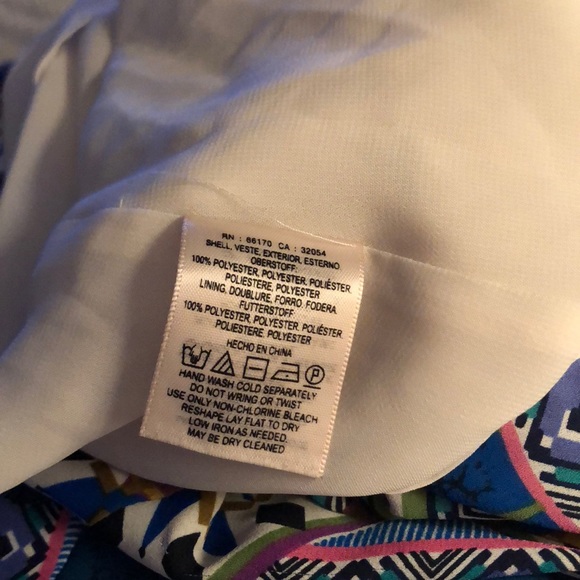 RN : 66170 CA : 32054
SHELL, VESTE, EXTERIOR, ESTERNO,
OBERSTOFF:
100% POLYESTER, POLYESTER, POLIÉSTER
POLIESTERE, POLYESTER
LINING, DOUBLURE, FORRO, FODERA
FUTTERSTOFF:
100% POLYESTER, POLYESTER, POLIÉSTER
POLIESTERE, POLYESTER
HECHO EN CHINA
P
HAND WASH COLD SEPARATELY
DO NOT WRING OR TWIST
USE ONLY NON-CHLORINE BLEACH
RESHAPE LAY FLAT TO DRY
LOW IRON AS NEEDED.
MAY BE DRY CLEANED